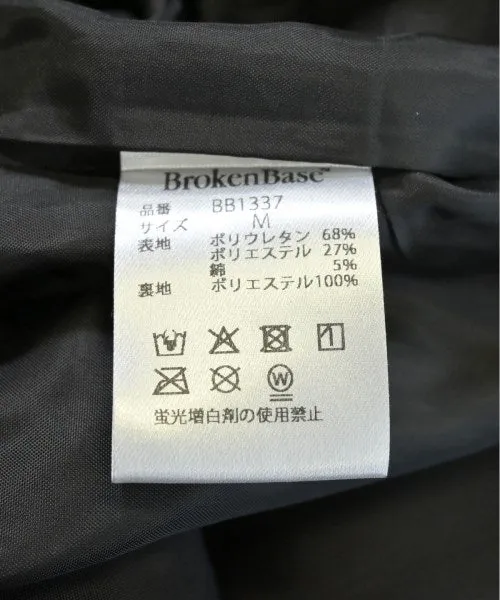 BrokenBase™
品番 BB1337
サイズ M
表地 ポリウレタン 68%
ポリエステル 27%
綿 5%
裏地 ポリエステル100%
1
W
蛍光増白剤の使用禁止